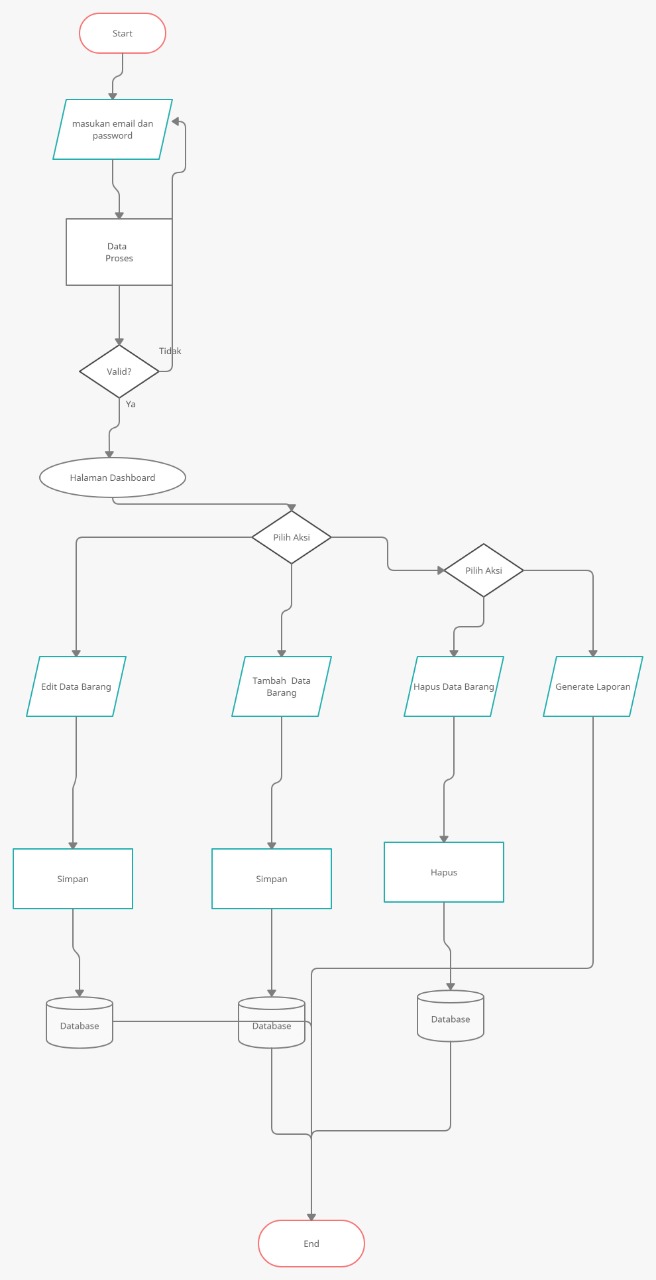 Start
masukan email dan
password
Data
Proses
Tidak
Valid?
Ya
Halaman Dashboard
Pilih Aksi
Pilih Aksi
Edit Data Barang
Tambah Data
Barang
Hapus Data Barang
Generate Laporan
Simpan
Simpan
Hapus
Database
Database
Database
End